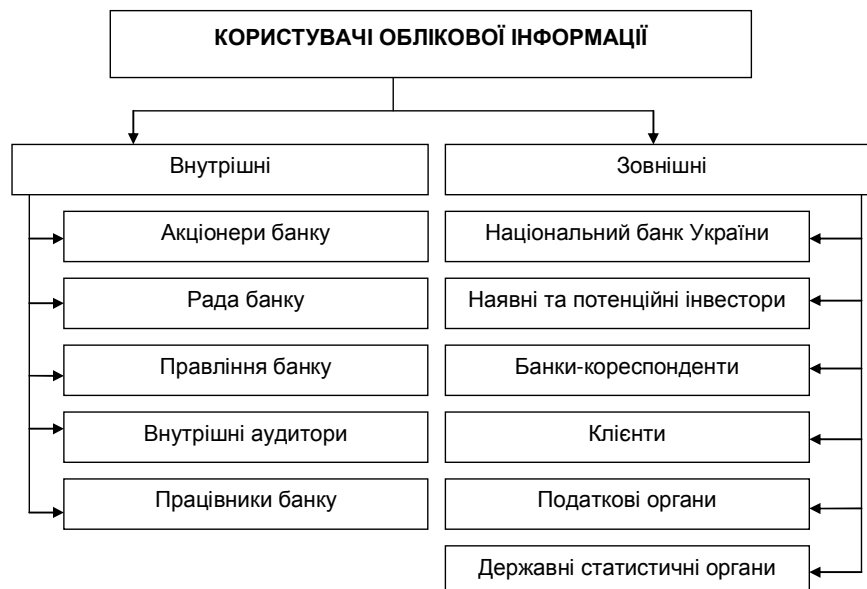 КОРИСТУВАЧІ ОБЛІКОВОЇ ІНФОРМАЦІЇ
Внутрішні
Акціонери банку
Рада банку
Правління банку
Внутрішні аудитори
Працівники банку
Зовнішні
Національний банк України
Наявні та потенційні інвестори
Банки-кореспонденти
Клієнти
Податкові органи
Державні статистичні органи